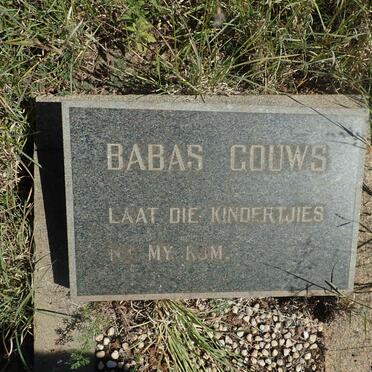 BABAS GOUWS
LAAT DIE KINDERTJIES
NA MY KOM.